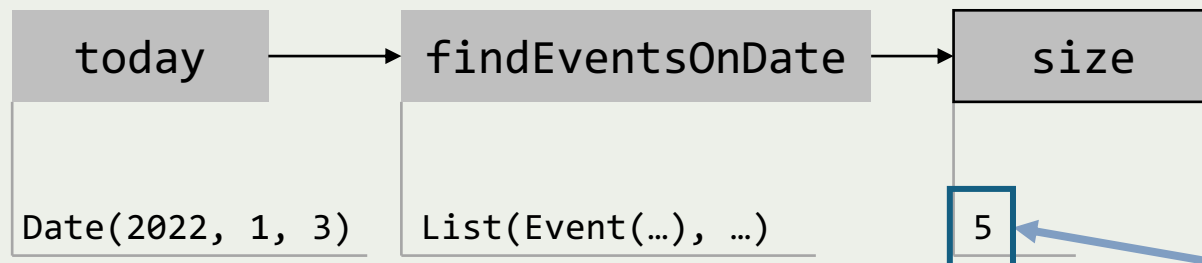 today findEventsOnDate size
Date(2022, 1, 3) List(Event(…), …) 5